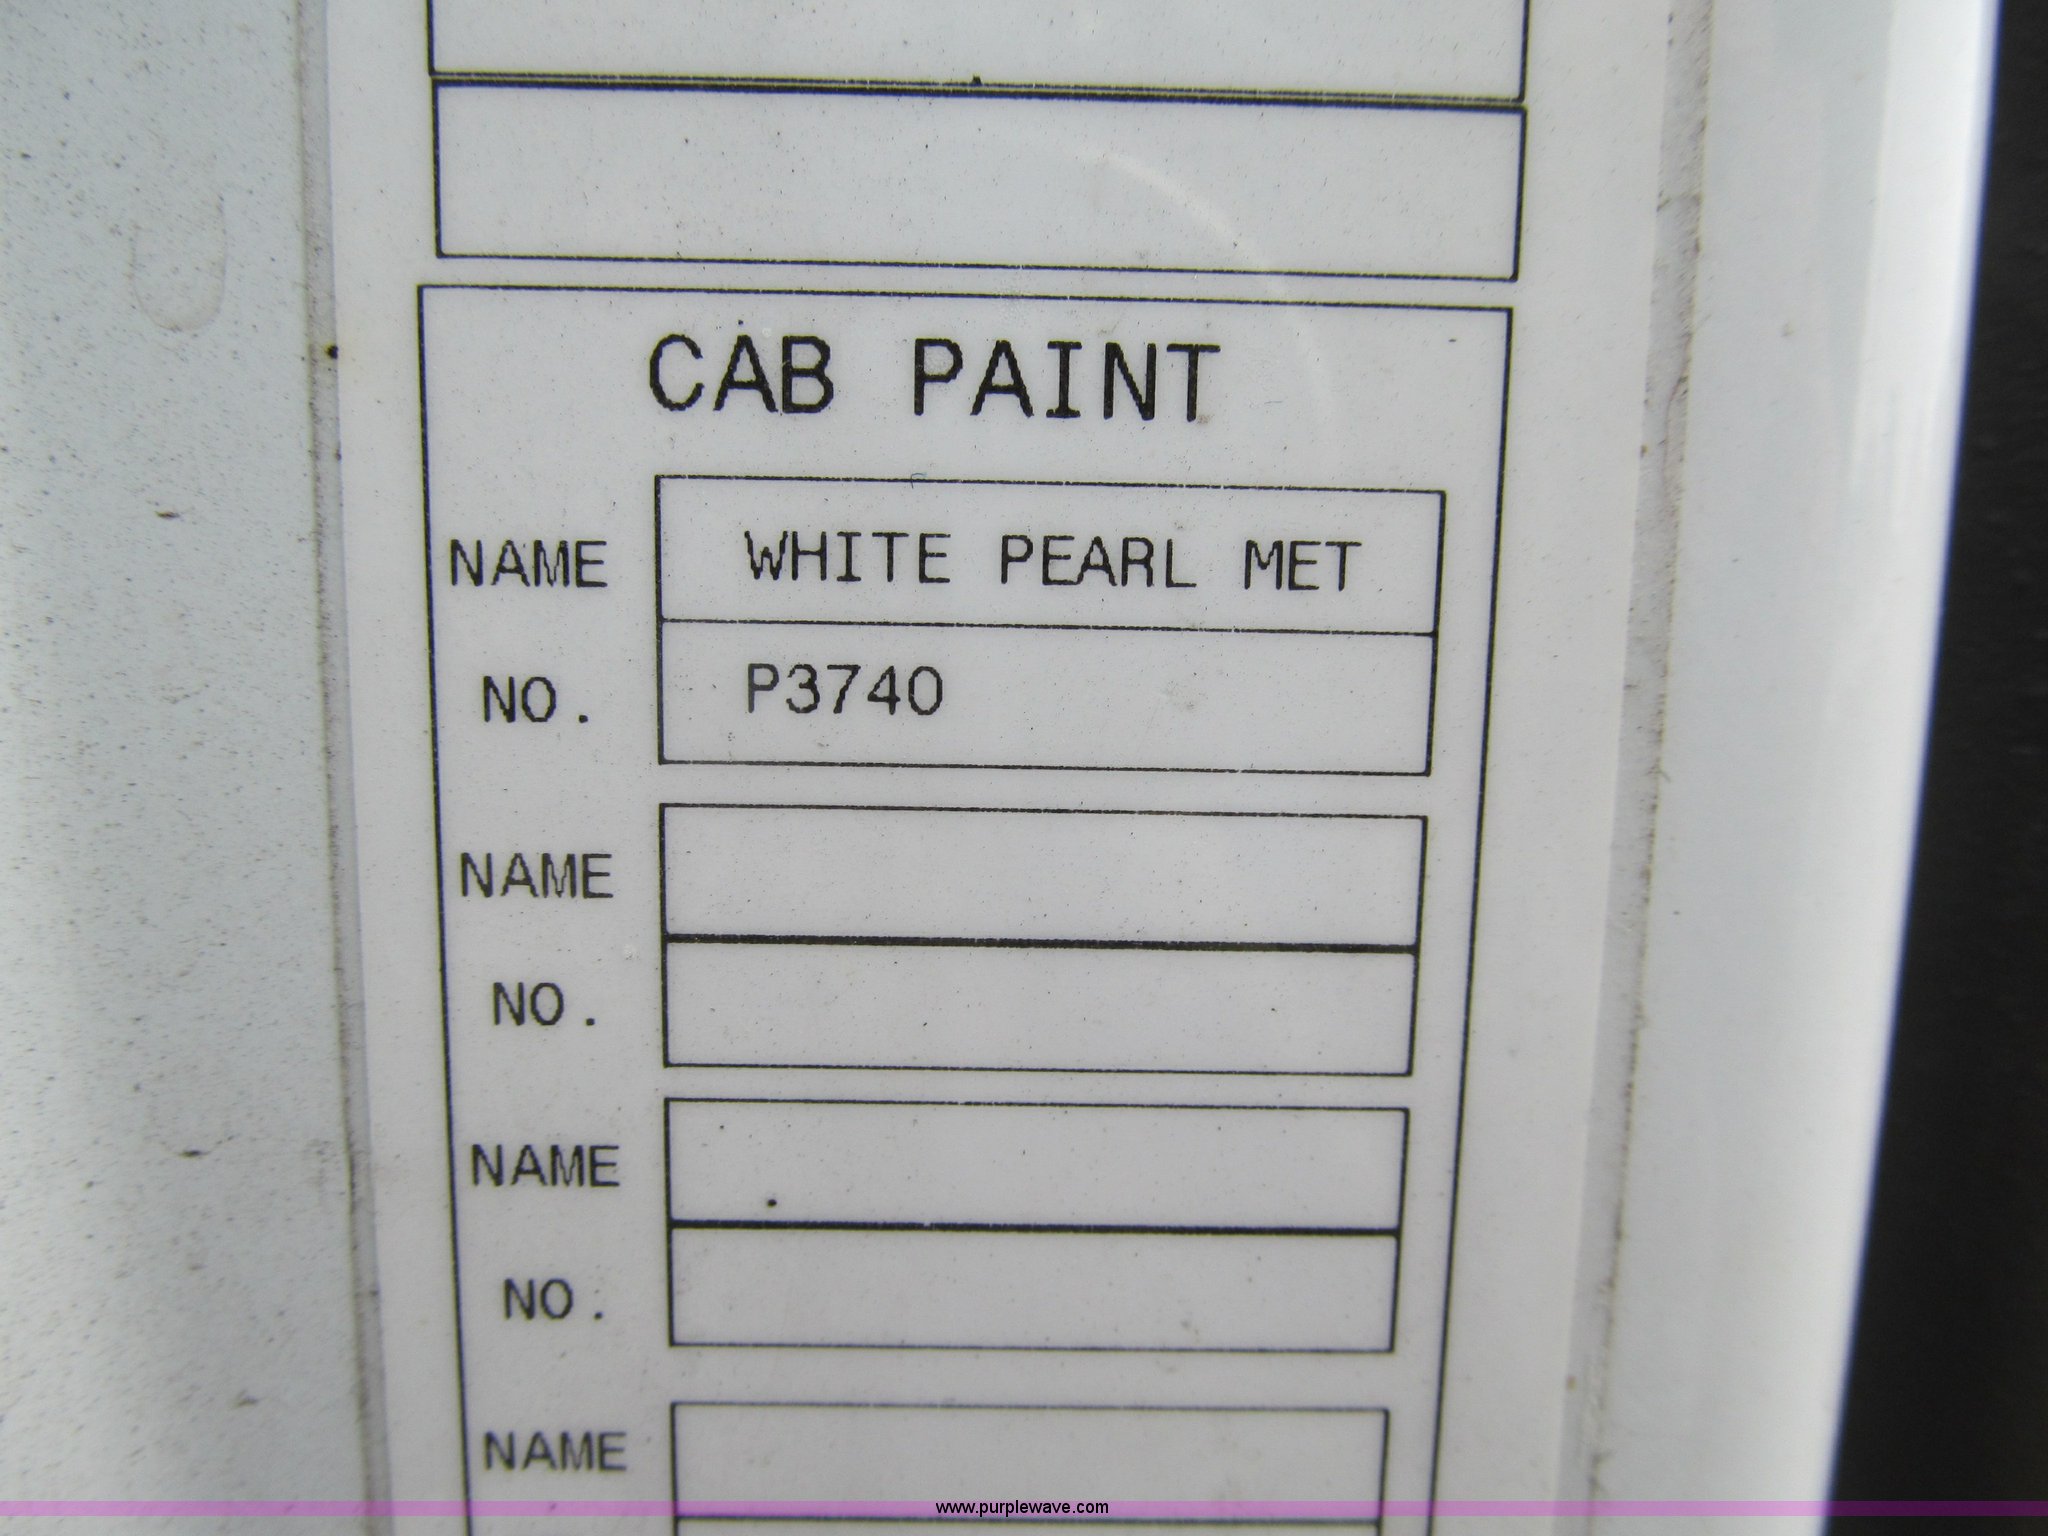 CAB PAINT
NAME WHITE PEARL MET
NO. P3740
NAME
NO.
NAME
NO.
NAME
www.purplewave.com